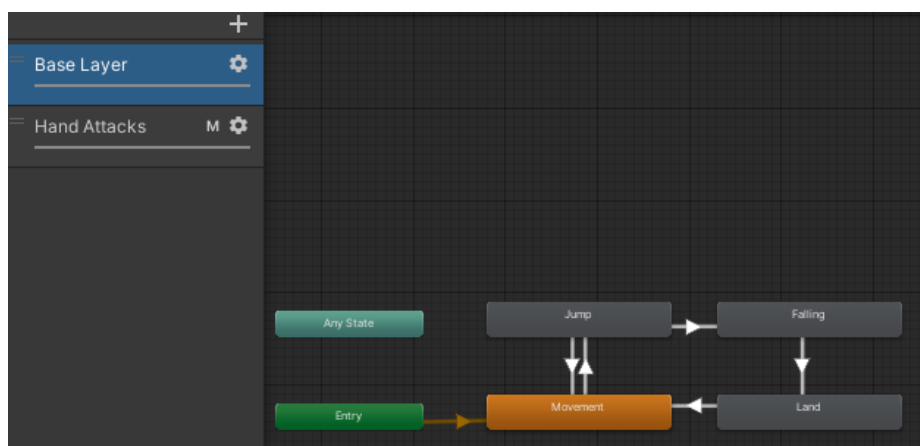 Base Layer
Hand Attacks M
Any State
Jump
Falling
Entry
Movement
Land